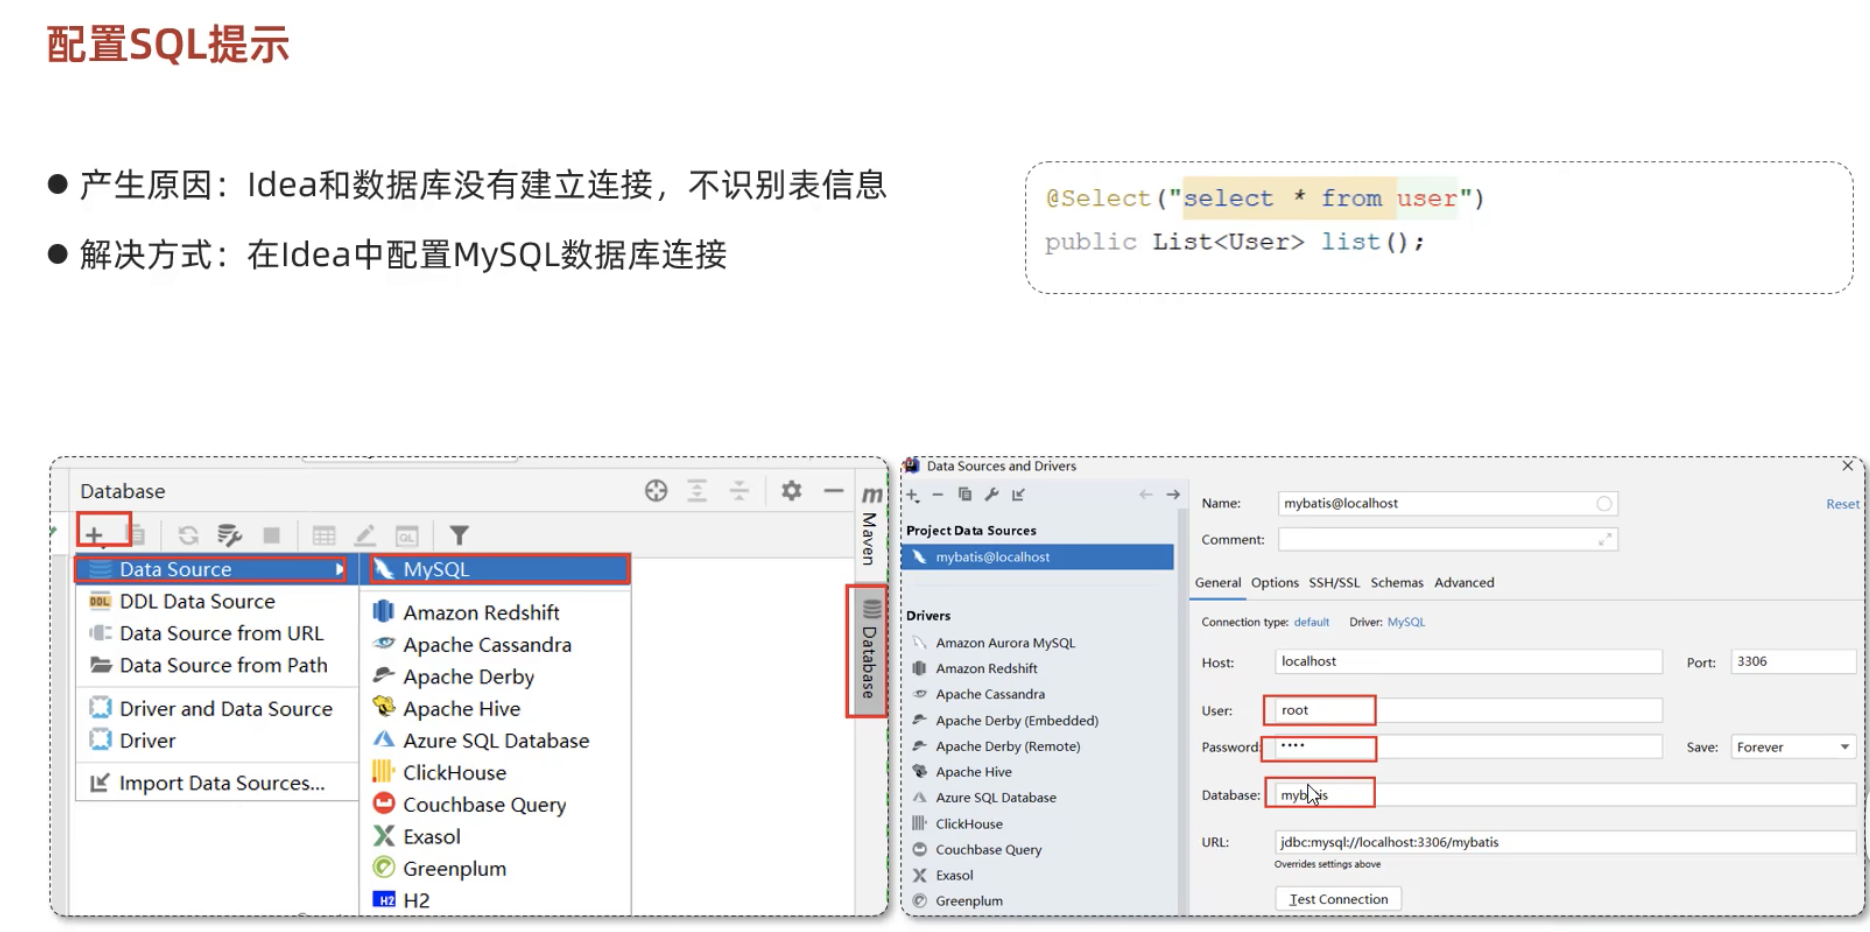 配置SQL提示
● 产生原因：Idea和数据库没有建立连接，不识别表信息
● 解决方式：在Idea中配置MySQL数据库连接
@Select("select * from user")
public List<User> list();
Database
Data Source
DDL Data Source
Data Source from URL
Data Source from Path
Driver and Data Source
Driver
Import Data Sources...
MySQL
Amazon Redshift
Apache Cassandra
Apache Derby
Apache Hive
Azure SQL Database
ClickHouse
Couchbase Query
Exasol
Greenplum
H2
Maven
Database
Data Sources and Drivers
Project Data Sources
mybatis@localhost
Drivers
Amazon Aurora MySQL
Amazon Redshift
Apache Cassandra
Apache Derby (Embedded)
Apache Derby (Remote)
Apache Hive
Azure SQL Database
ClickHouse
Couchbase Query
Exasol
Greenplum
Name: mybatis@localhost Reset
Comment:
General Options SSH/SSL Schemas Advanced
Connection type: default Driver: MySQL
Host: localhost Port: 3306
User: root
Password: •••• Save: Forever
Database: mybatis
URL: jdbc:mysql://localhost:3306/mybatis
Overrides settings above
Test Connection